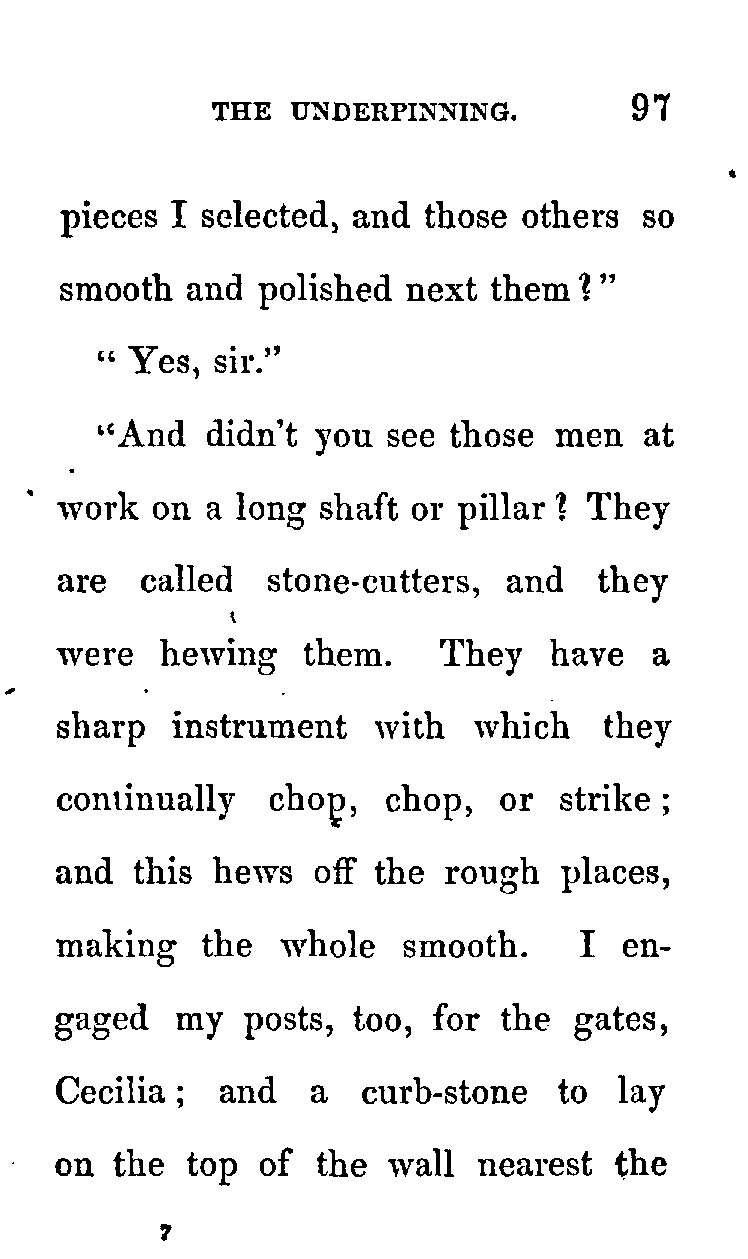 THE UNDERPINNING. 97
pieces I selected, and those others so
smooth and polished next them?"
" Yes, sir."
"And didn't you see those men at
work on a long shaft or pillar? They
are called stone-cutters, and they
were hewing them. They have a
sharp instrument with which they
continually chop, chop, or strike;
and this hews off the rough places,
making the whole smooth. I en-
gaged my posts, too, for the gates,
Cecilia; and a curb-stone to lay
on the top of the wall nearest the
7